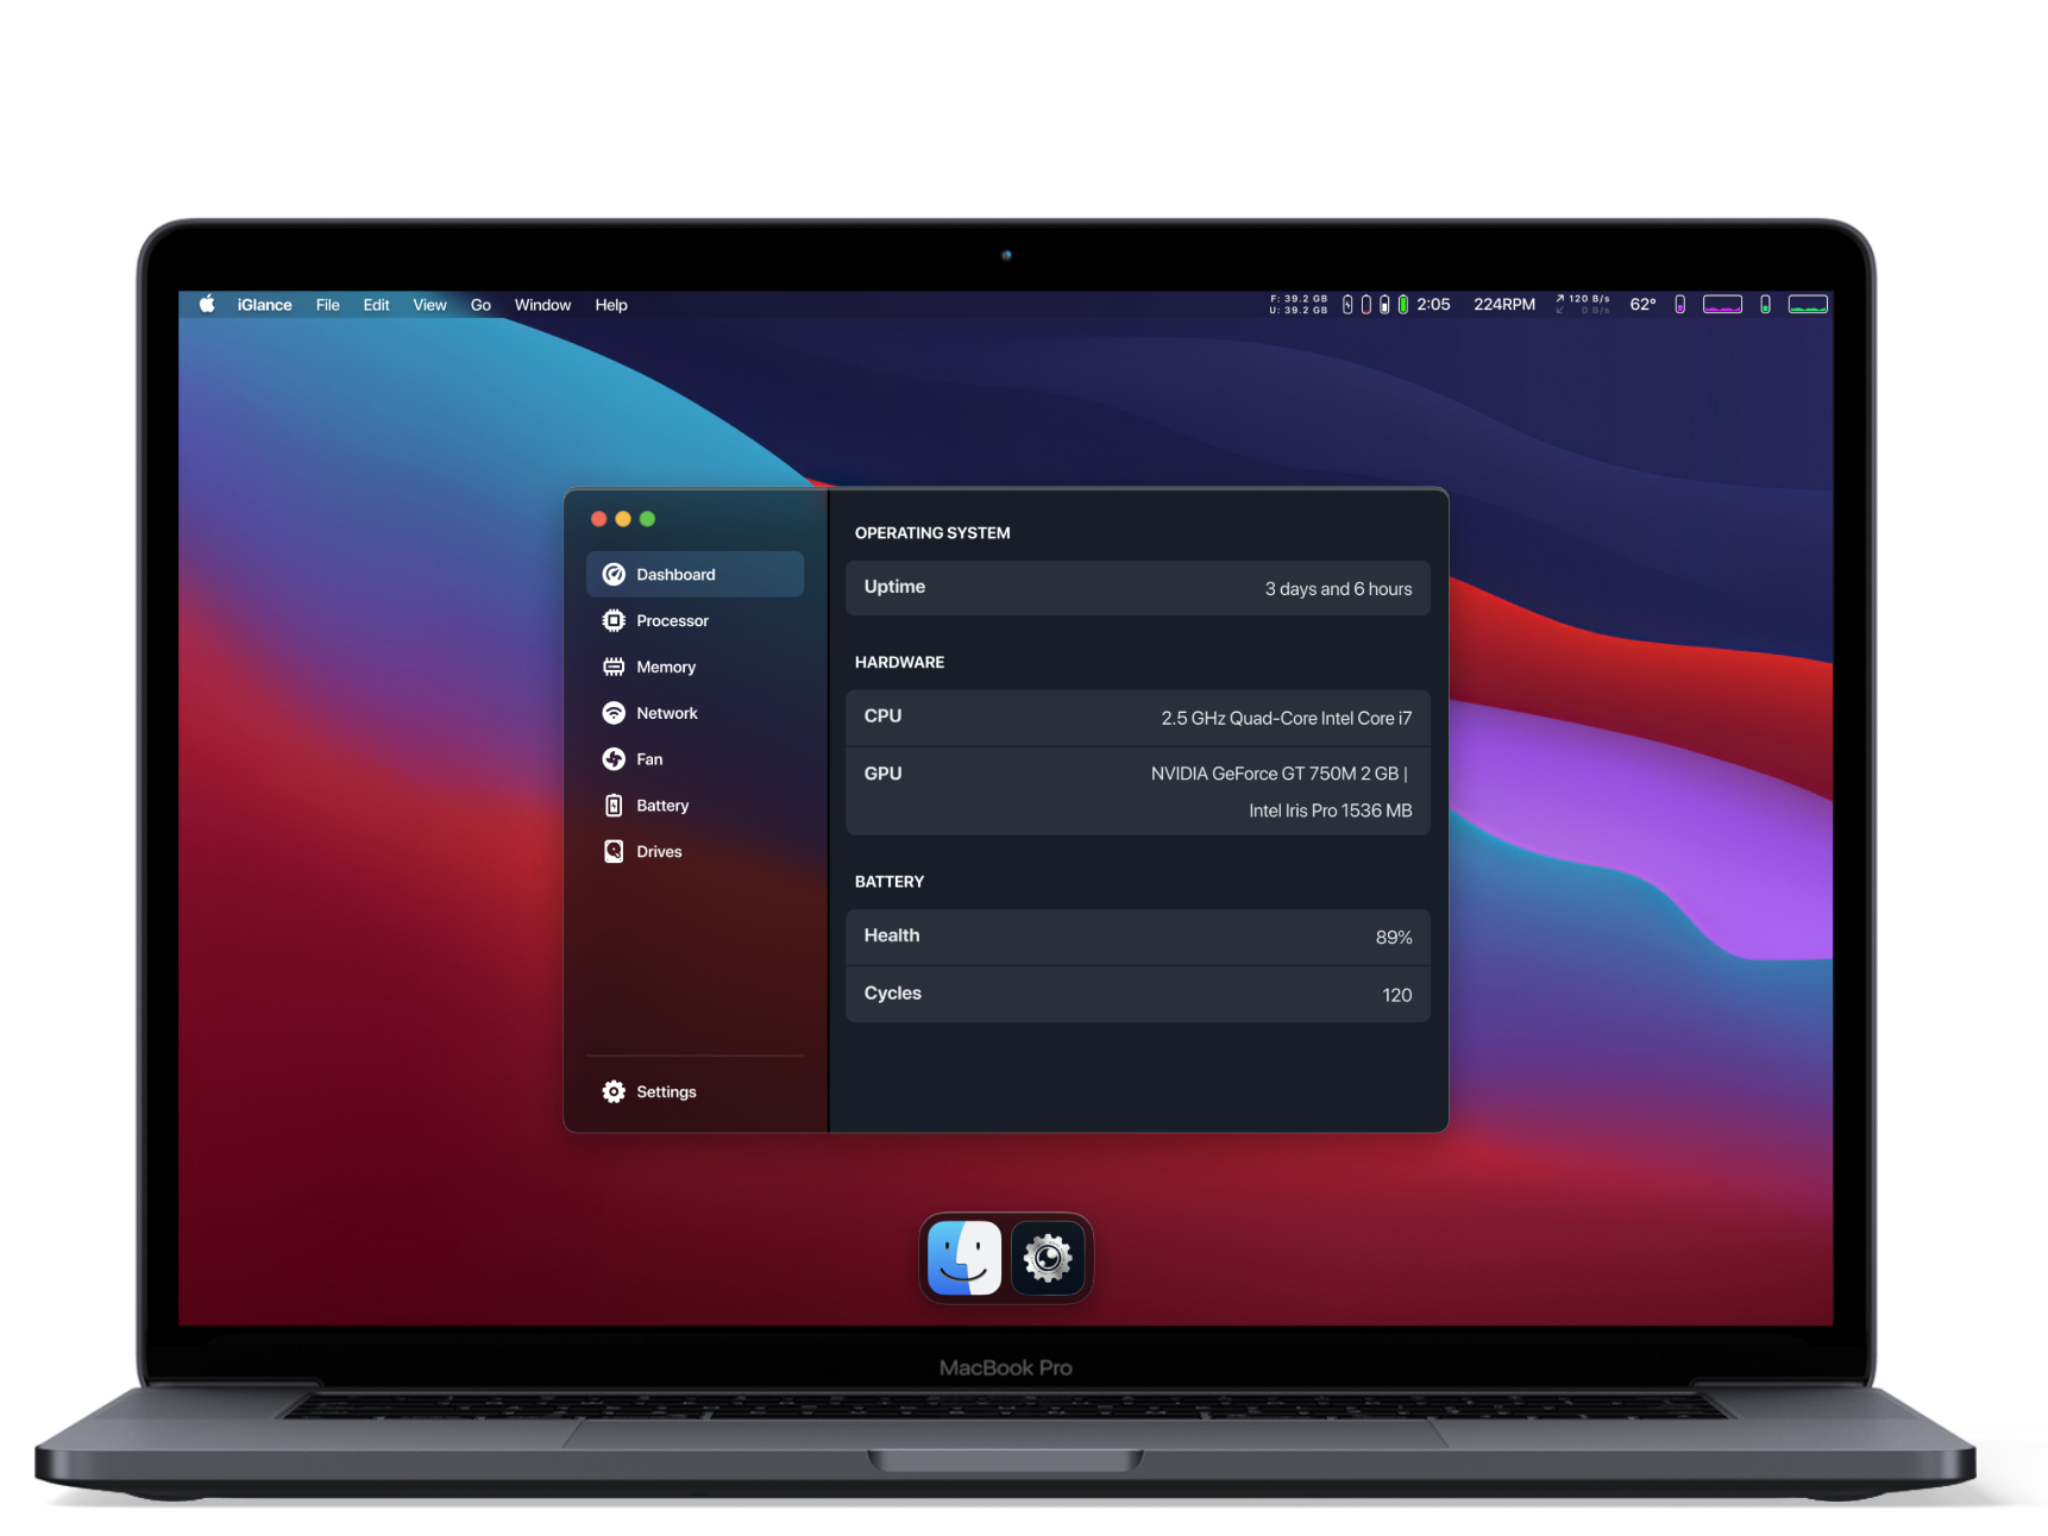 iGlance File Edit View Go Window Help
F: 39.2 GB
U: 39.2 GB
2:05 224RPM
120 B/s
0 B/s
62°
Dashboard
Processor
Memory
Network
Fan
Battery
Drives
Settings
OPERATING SYSTEM
Uptime 3 days and 6 hours
HARDWARE
CPU 2.5 GHz Quad-Core Intel Core i7
GPU NVIDIA GeForce GT 750M 2 GB |
Intel Iris Pro 1536 MB
BATTERY
Health 89%
Cycles 120
MacBook Pro